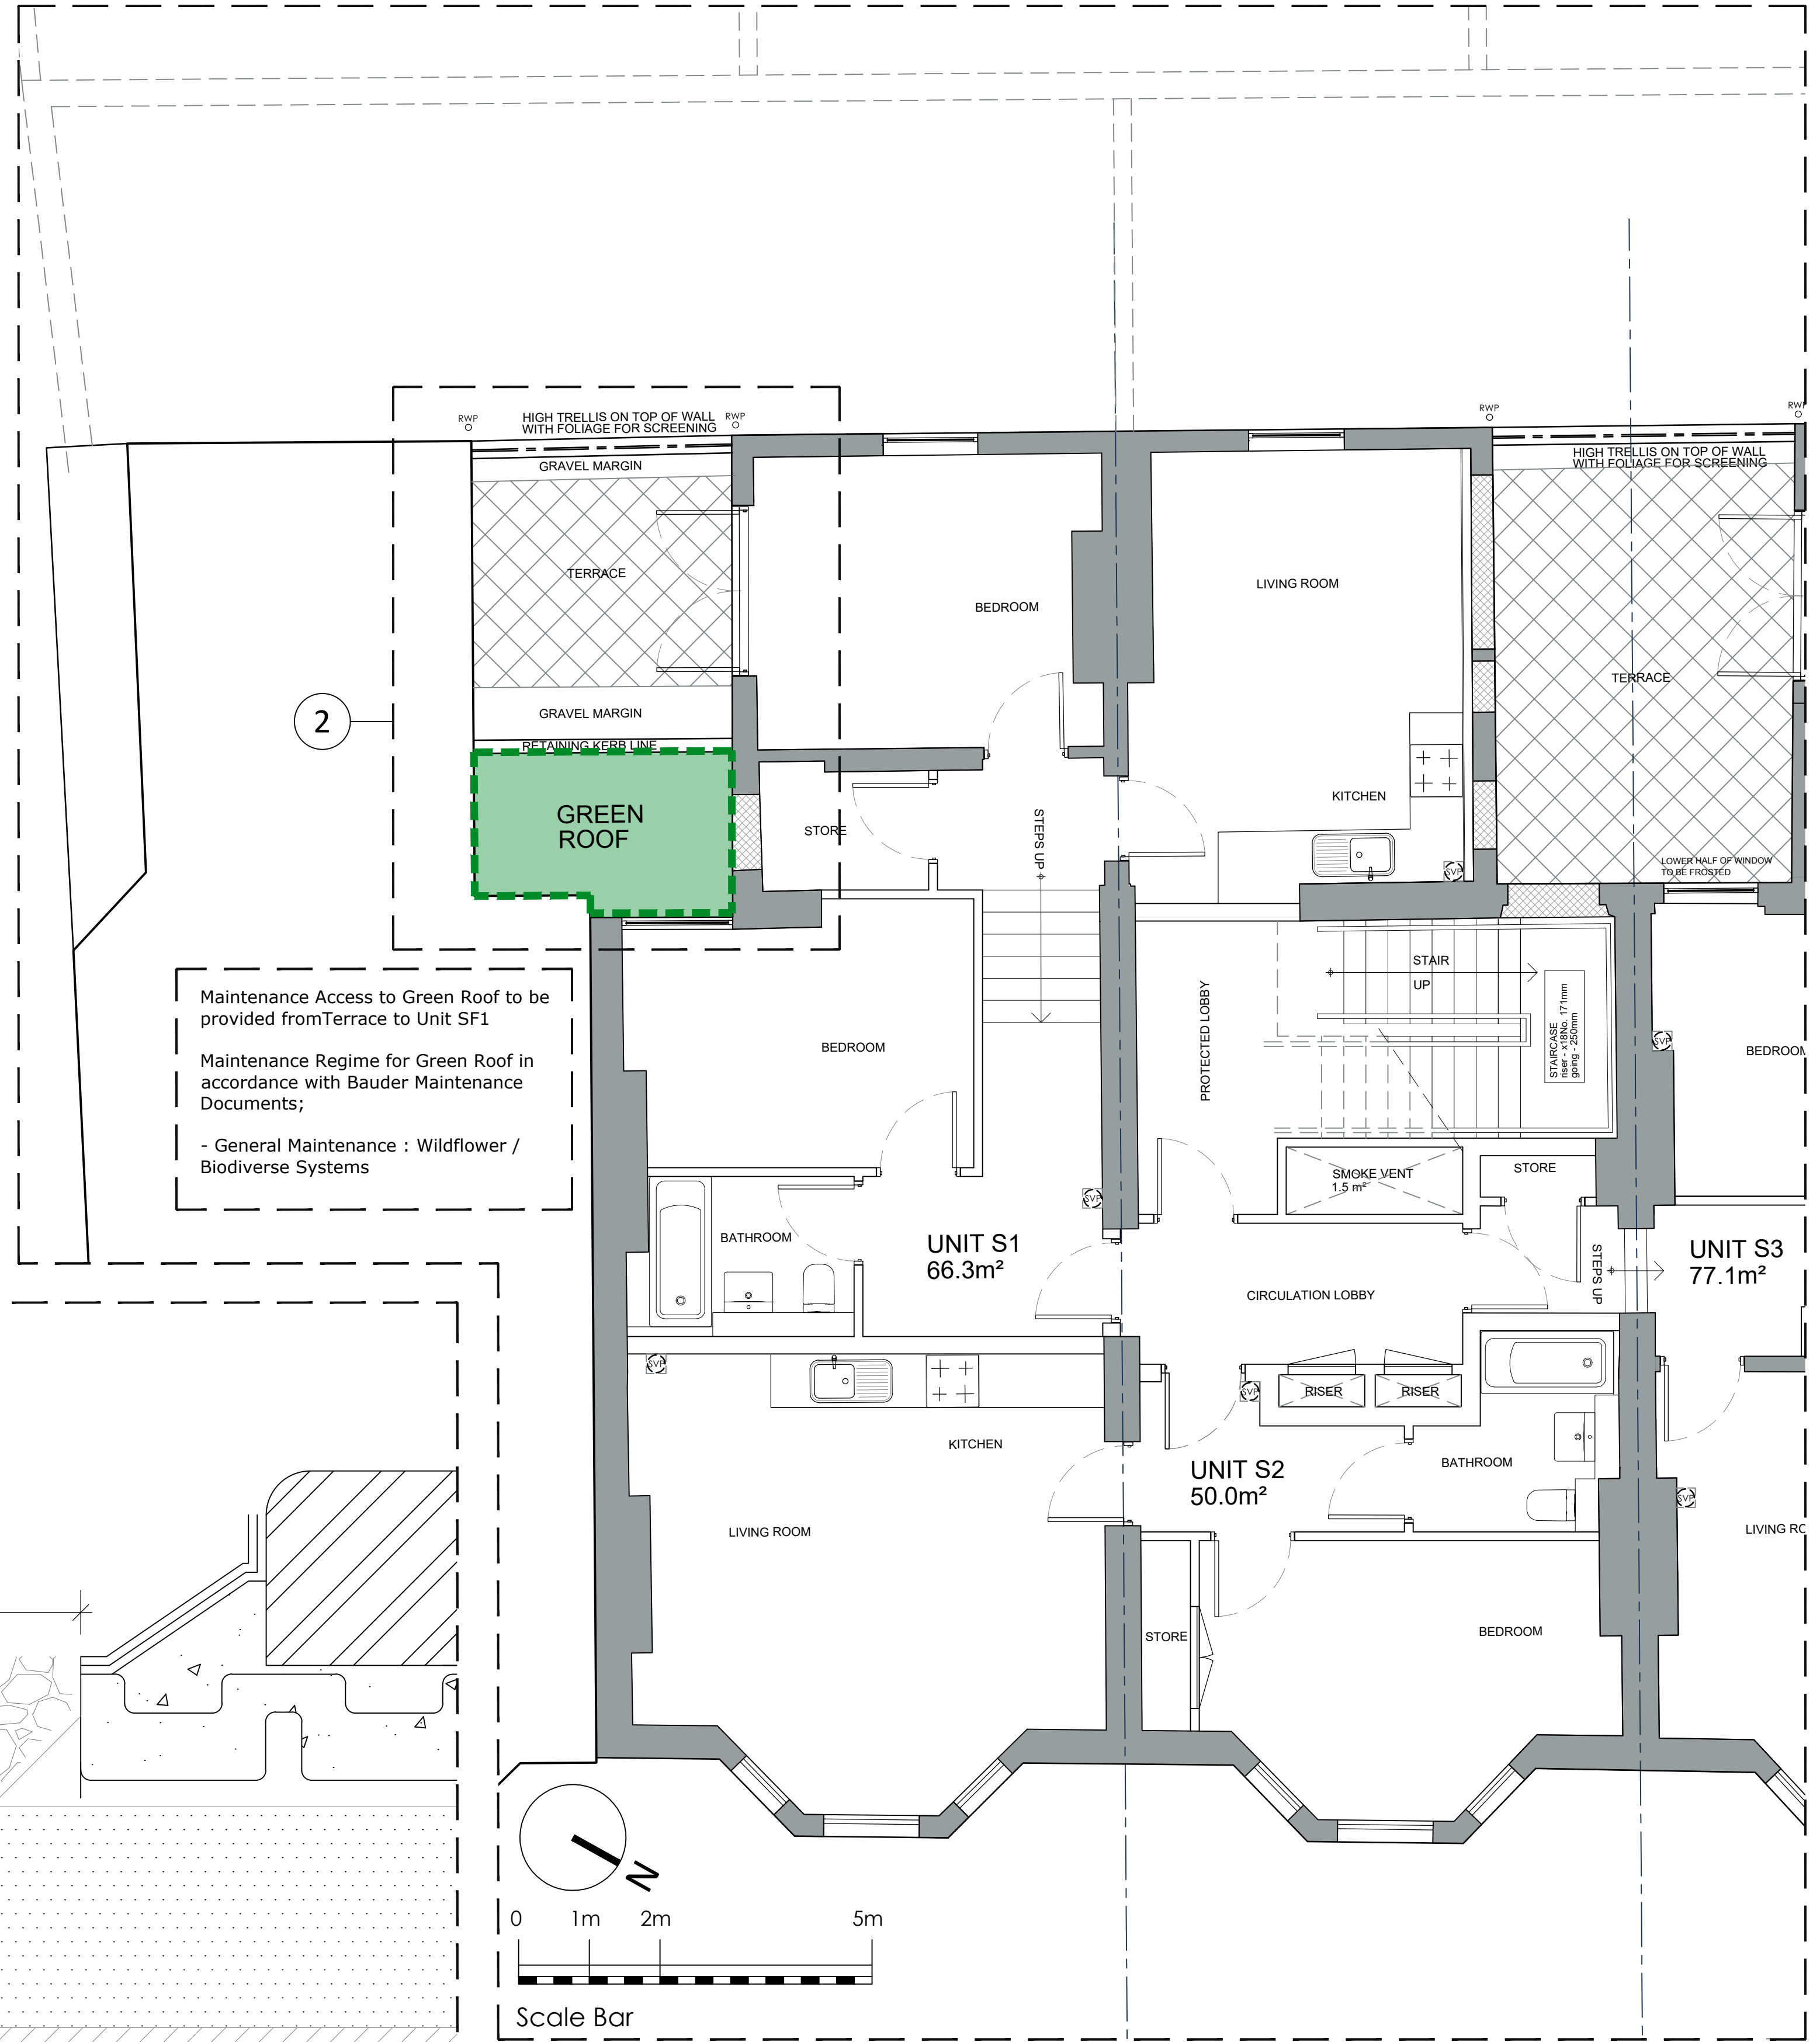 RWP
HIGH TRELLIS ON TOP OF WALL
WITH FOLIAGE FOR SCREENING
RWP
RWP
RWP
GRAVEL MARGIN
HIGH TRELLIS ON TOP OF WALL
WITH FOLIAGE FOR SCREENING
TERRACE
BEDROOM
LIVING ROOM
TERRACE
GRAVEL MARGIN
2
RETAINING KERB LINE
GREEN
ROOF
STORE
STEPS UP
KITCHEN
SVP
LOWER HALF OF WINDOW
TO BE FROSTED
Maintenance Access to Green Roof to be
provided fromTerrace to Unit SF1
Maintenance Regime for Green Roof in
accordance with Bauder Maintenance
Documents;
- General Maintenance : Wildflower /
Biodiverse Systems
BEDROOM
PROTECTED LOBBY
STAIR
UP
STAIRCASE
riser - x18No. 171mm
going - 250mm
SVP
BEDROOM
SMOKE VENT
1.5 m²
STORE
SVP
BATHROOM
UNIT S1
66.3m²
CIRCULATION LOBBY
STEPS UP
UNIT S3
77.1m²
SVP
SVP
RISER
RISER
KITCHEN
UNIT S2
50.0m²
BATHROOM
SVP
LIVING ROOM
LIVING RO
STORE
BEDROOM
N
0 1m 2m 5m
Scale Bar